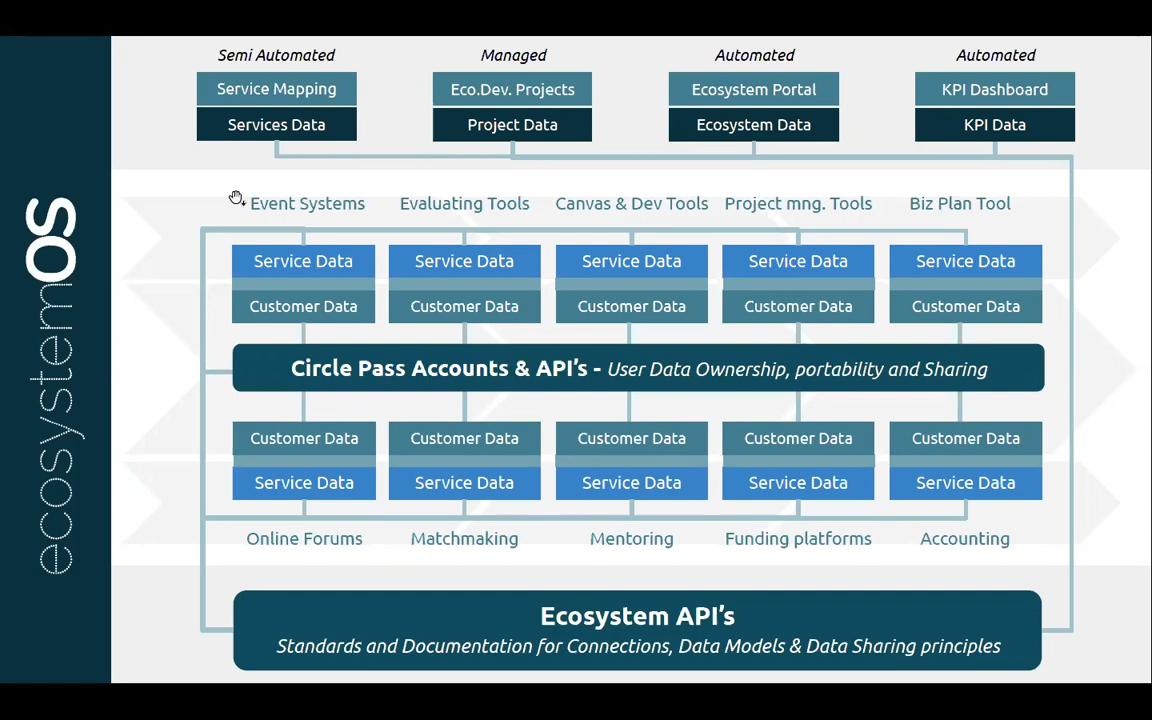 Semi Automated Managed Automated Automated
Service Mapping Eco.Dev. Projects Ecosystem Portal KPI Dashboard
Services Data Project Data Ecosystem Data KPI Data
Event Systems Evaluating Tools Canvas & Dev Tools Project mng. Tools Biz Plan Tool
Service Data Service Data Service Data Service Data Service Data
Customer Data Customer Data Customer Data Customer Data Customer Data
Circle Pass Accounts & API's - User Data Ownership, portability and Sharing
Customer Data Customer Data Customer Data Customer Data Customer Data
Service Data Service Data Service Data Service Data Service Data
Online Forums Matchmaking Mentoring Funding platforms Accounting
Ecosystem API's
Standards and Documentation for Connections, Data Models & Data Sharing principles
ecosystemOS